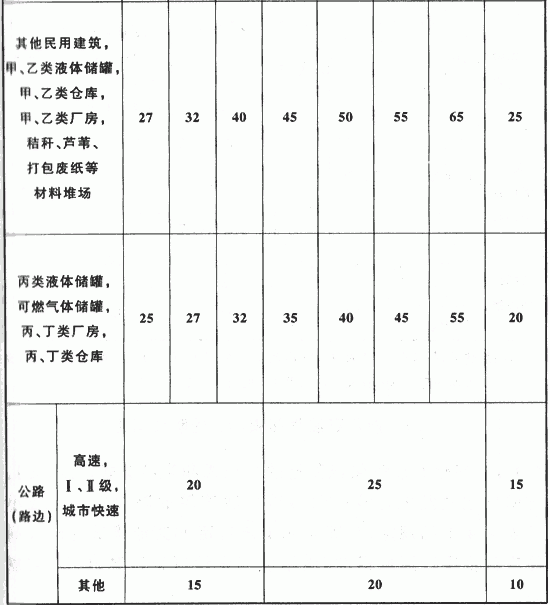 其他民用建筑，
甲、乙类液体储罐，
甲、乙类仓库，
甲、乙类厂房，
秸秆、芦苇、
打包废纸等
材料堆场
27 32 40 45 50 55 65 25
丙类液体储罐，
可燃气体储罐，
丙、丁类厂房，
丙、丁类仓库
25 27 32 35 40 45 55 20
公路
(路边)
高速，
Ⅰ、Ⅱ级，
城市快速
20 25 15
其他
15 20 10